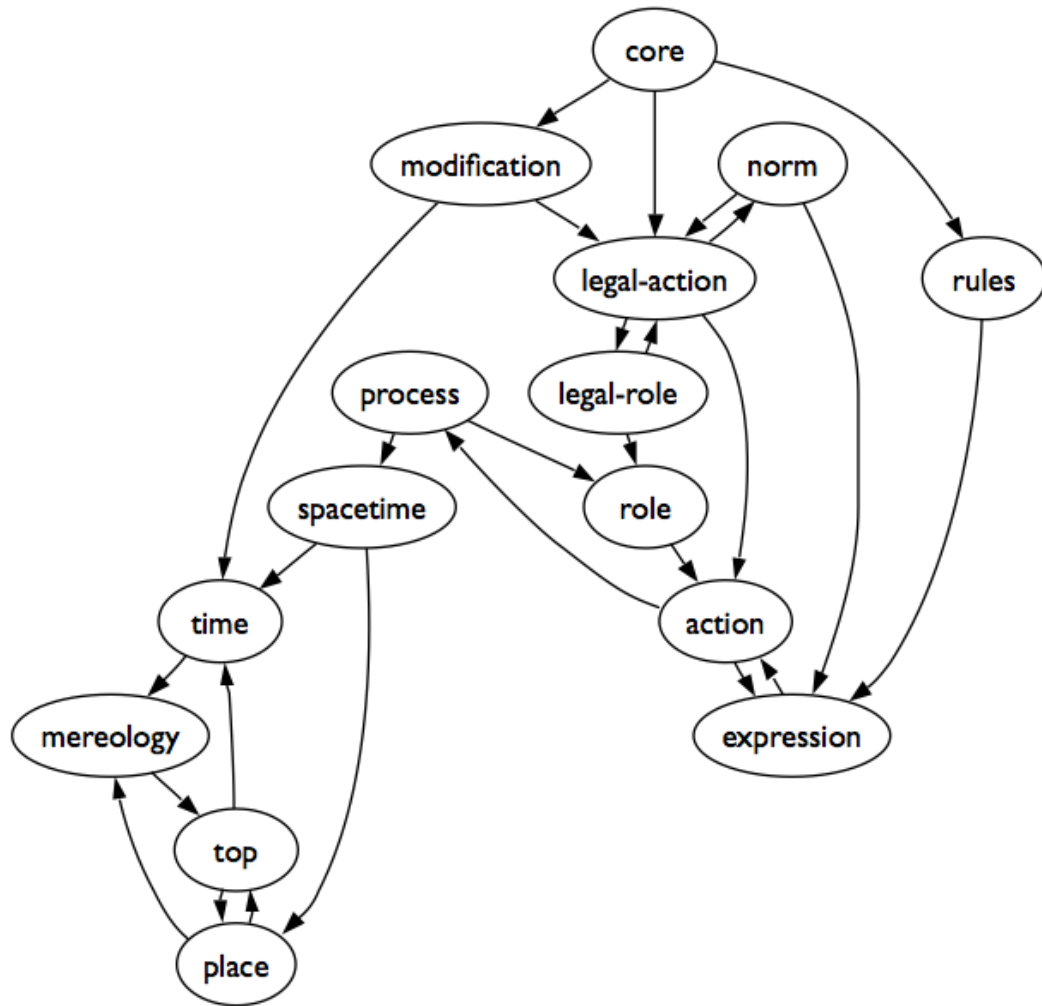 core
modification
norm
legal-action
rules
process
legal-role
spacetime
role
time
action
mereology
expression
top
place